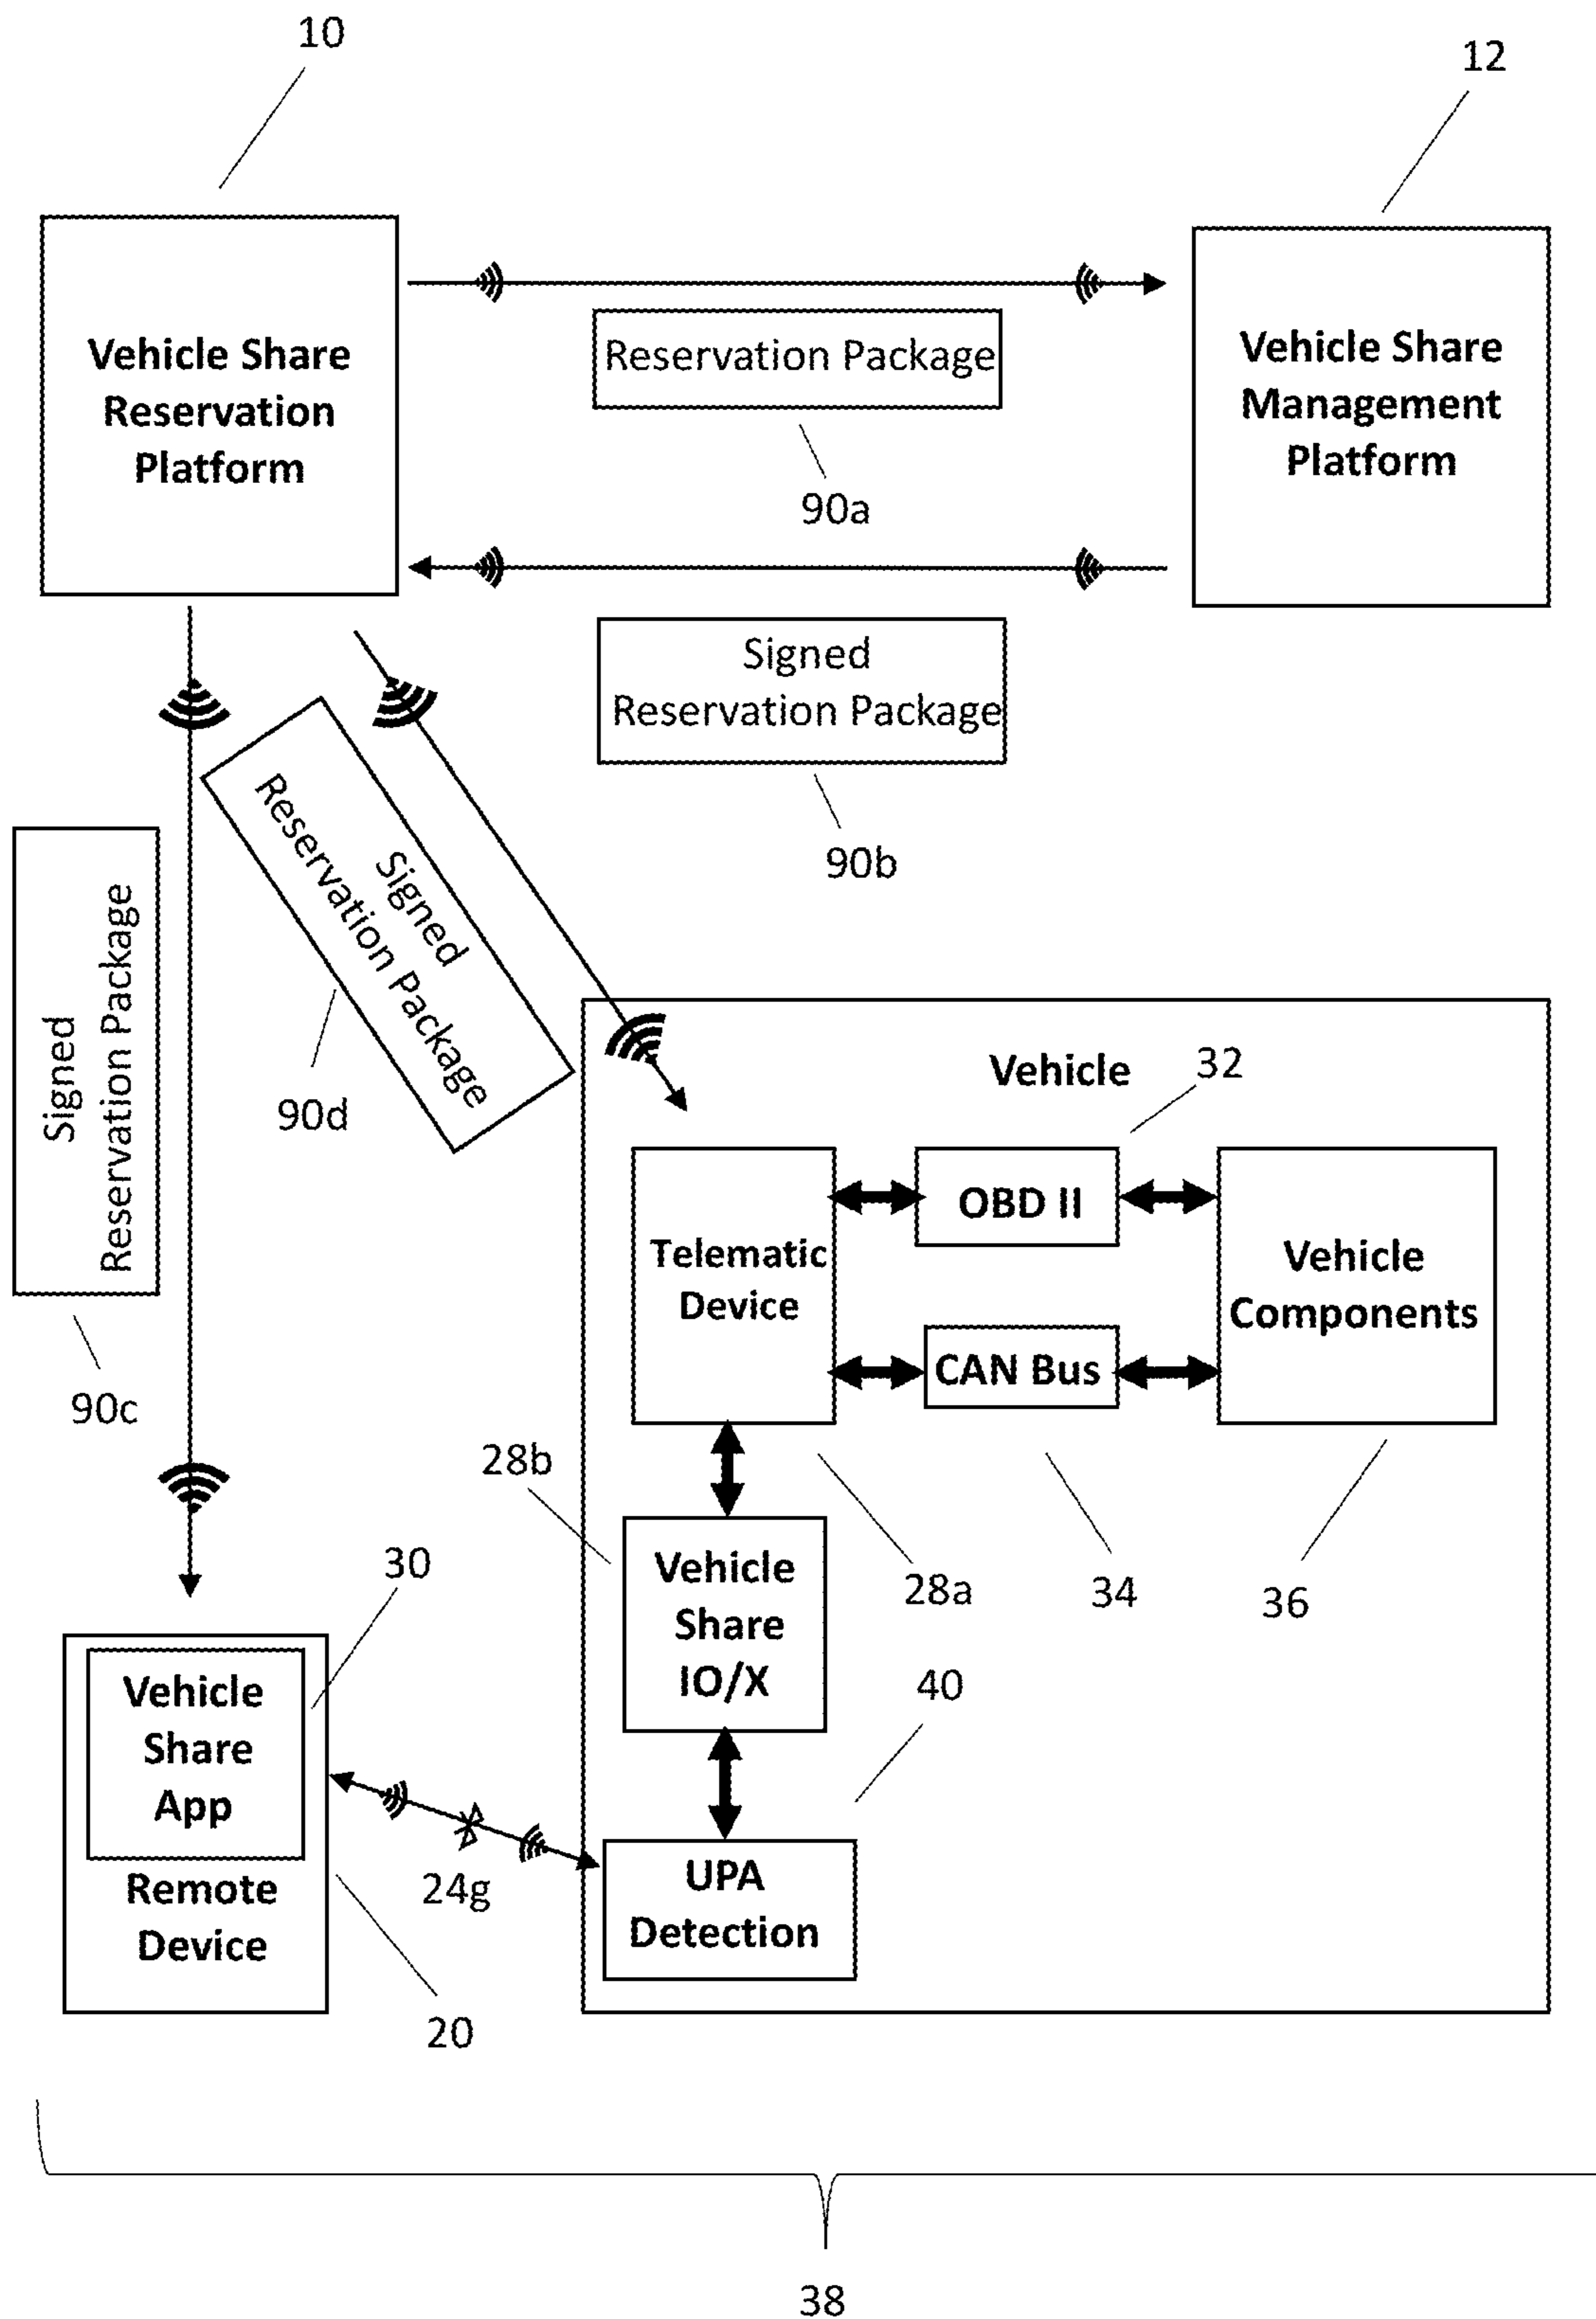 10
12
Vehicle Share
Reservation
Platform
Reservation Package
90a
Vehicle Share
Management
Platform
Signed
Reservation Package
90b
Signed
Reservation Package
90d
Signed
Reservation Package
90c
Vehicle
32
Telematic
Device
OBD II
CAN Bus
Vehicle
Components
28b
28a
34
36
Vehicle
Share
IO/X
40
30
Vehicle
Share
App
Remote
Device
24g
UPA
Detection
20
38